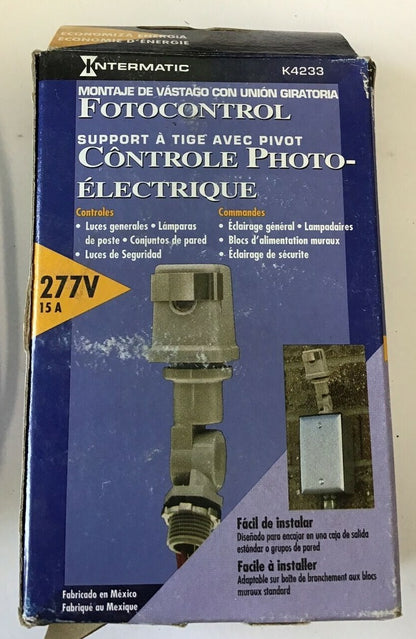 ECONOMIZA ENERGIA
ECONOMIE D'ÉNERGIE
INTERMATIC
K4233
MONTAJE DE VÁSTAGO CON UNIÓN GIRATORIA
FOTOCONTROL
SUPPORT À TIGE AVEC PIVOT
CÔNTROLE PHOTO-
ÉLECTRIQUE
Controles
• Luces generales • Lámparas
de poste • Conjuntos de pared
• Luces de Seguridad
Commandes
• Éclairage général • Lampadaires
• Blocs d'alimentation muraux
• Éclairage de sécurite
277V
15 A
Fácil de instalar
Diseñado para encajar en una caja de salida
estándar o grupos de pared
Facile à installer
Adaptable sur boîte de branchement aux blocs
muraux standard
Fabricado en México
Fabriqué au Mexique